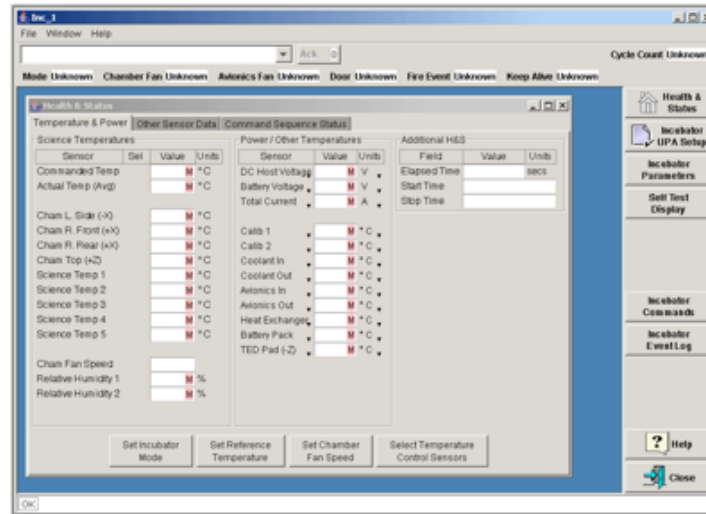 Inc_1
File Window Help
Ack
Cycle Count Unknown
Mode Unknown Chamber Fan Unknown Avionics Fan Unknown Door Unknown Fire Event Unknown Keep Alive Unknown
Health & Status
Temperature & Power Other Sensor Data Command Sequence Status
Science Temperatures
Sensor Sel Value Units
Commanded Temp M °C
Actual Temp (Avg) M °C
Cham L. Side (-X) M °C
Cham R. Front (+X) M °C
Cham R. Rear (+X) M °C
Cham Top (+Z) M °C
Science Temp 1 M °C
Science Temp 2 M °C
Science Temp 3 M °C
Science Temp 4 M °C
Science Temp 5 M °C
Cham Fan Speed
Relative Humidity 1 M %
Relative Humidity 2 M %
Power / Other Temperatures
Sensor Value Units
DC Host Voltage M V
Battery Voltage M V
Total Current M A
Calib 1 M °C
Calib 2 M °C
Coolant In M °C
Coolant Out M °C
Avionics In M °C
Avionics Out M °C
Heat Exchanger M °C
Battery Pack M °C
TED Pad (-Z) M °C
Additional H&S
Field Value Units
Elapsed Time secs
Start Time
Stop Time
Set Incubator
Mode
Set Reference
Temperature
Set Chamber
Fan Speed
Select Temperature
Control Sensors
Health &
Status
Incubator
UPA Setup
Incubator
Parameters
Self Test
Display
Incubator
Commands
Incubator
Event Log
Help
Close
OK